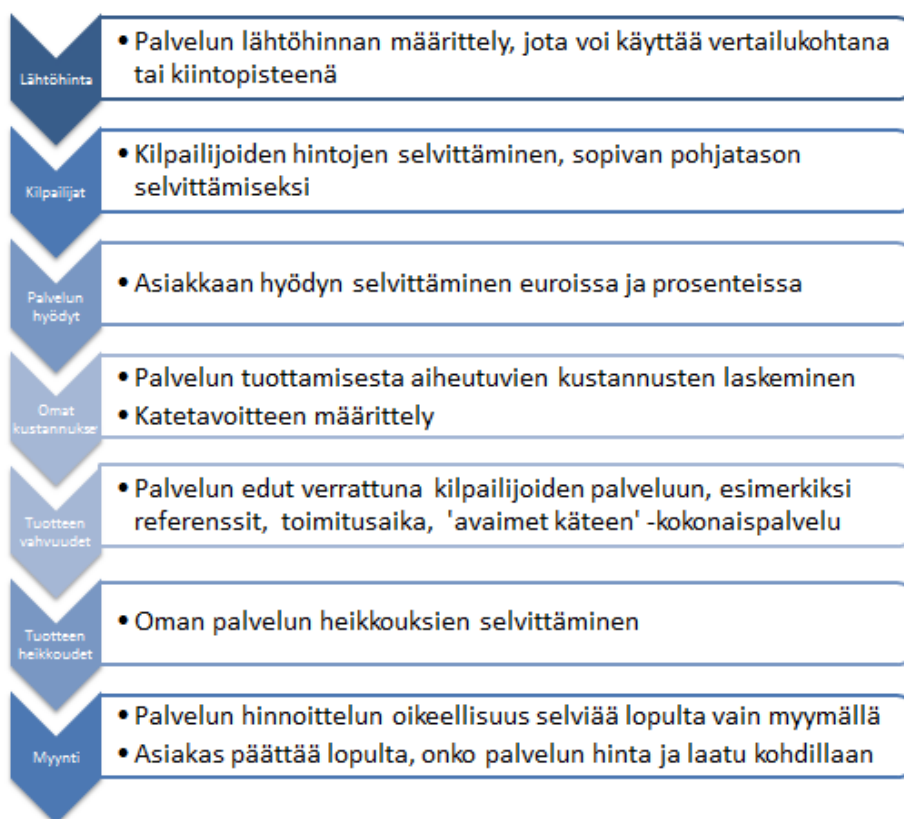 Lähtöhinta
• Palvelun lähtöhinnan määrittely, jota voi käyttää vertailukohtana
tai kiintopisteenä
Kilpailijat
• Kilpailijoiden hintojen selvittäminen, sopivan pohjatason
selvittämiseksi
Palvelun
hyödyt
• Asiakkaan hyödyn selvittäminen euroissa ja prosenteissa
Omat
kustannukse
• Palvelun tuottamisesta aiheutuvien kustannusten laskeminen
• Katetavoitteen määrittely
Tuotteen
vahvuudet
• Palvelun edut verrattuna kilpailijoiden palveluun, esimerkiksi
referenssit, toimitusaika, 'avaimet käteen' -kokonaispalvelu
Tuotteen
heikkoudet
• Oman palvelun heikkouksien selvittäminen
Myynti
• Palvelun hinnoittelun oikeellisuus selviää lopulta vain myymällä
• Asiakas päättää lopulta, onko palvelun hinta ja laatu kohdillaan